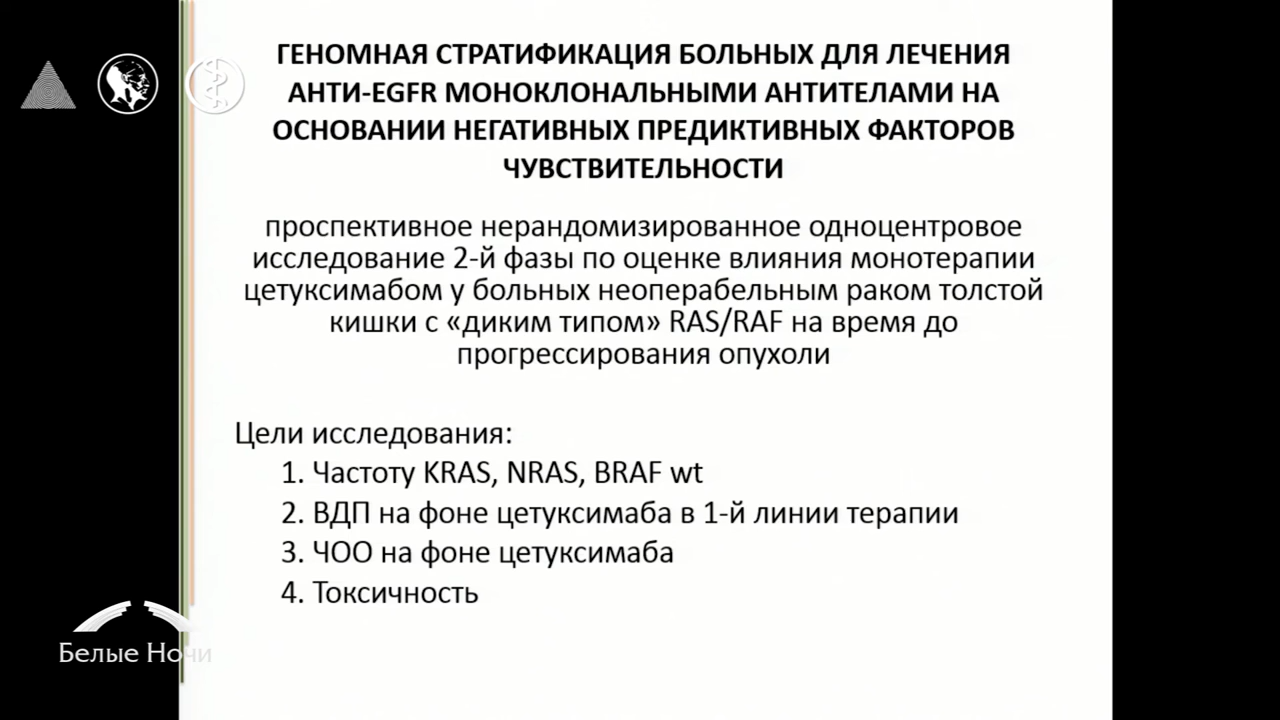 ГЕНОМНАЯ СТРАТИФИКАЦИЯ БОЛЬНЫХ ДЛЯ ЛЕЧЕНИЯ
АНТИ-EGFR МОНОКЛОНАЛЬНЫМИ АНТИТЕЛАМИ НА
ОСНОВАНИИ НЕГАТИВНЫХ ПРЕДИКТИВНЫХ ФАКТОРОВ
ЧУВСТВИТЕЛЬНОСТИ
проспективное нерандомизированное одноцентровое
исследование 2-й фазы по оценке влияния монотерапии
цетуксимабом у больных неоперабельным раком толстой
кишки с «диким типом» RAS/RAF на время до
прогрессирования опухоли
Цели исследования:
1. Частоту KRAS, NRAS, BRAF wt
2. ВДП на фоне цетуксимаба в 1-й линии терапии
3. ЧОО на фоне цетуксимаба
4. Токсичность
Белые Ночи